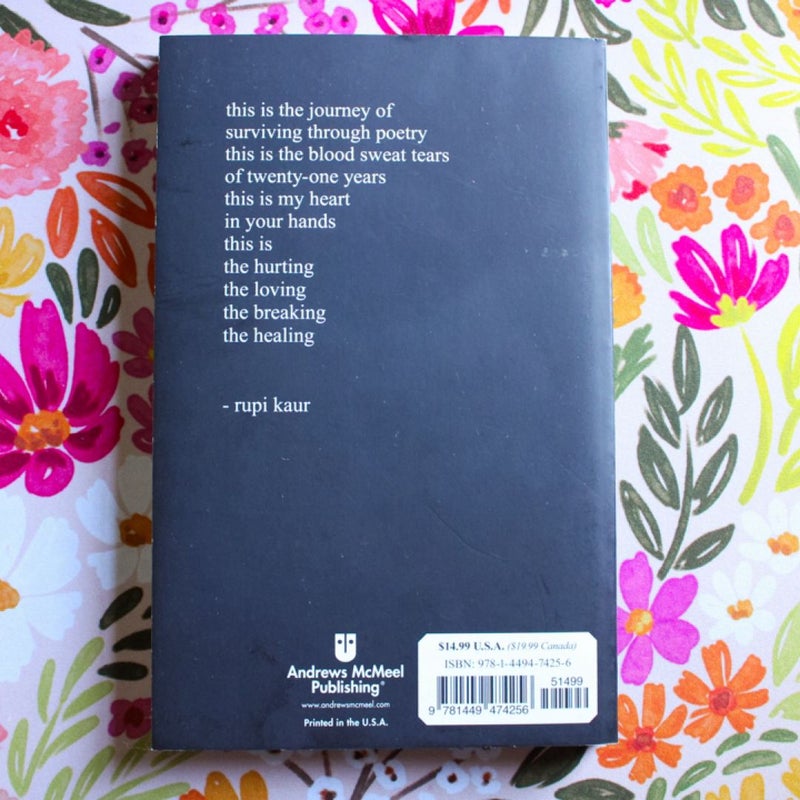 this is the journey of
surviving through poetry
this is the blood sweat tears
of twenty-one years
this is my heart
in your hands
this is
the hurting
the loving
the breaking
the healing
- rupi kaur
Andrews McMeel
Publishing®
www.andrewsmcmeel.com
Printed in the U.S.A.
$14.99 U.S.A. ($19.99 Canada)
ISBN: 978-1-4494-7425-6
51499
9 781449 474256